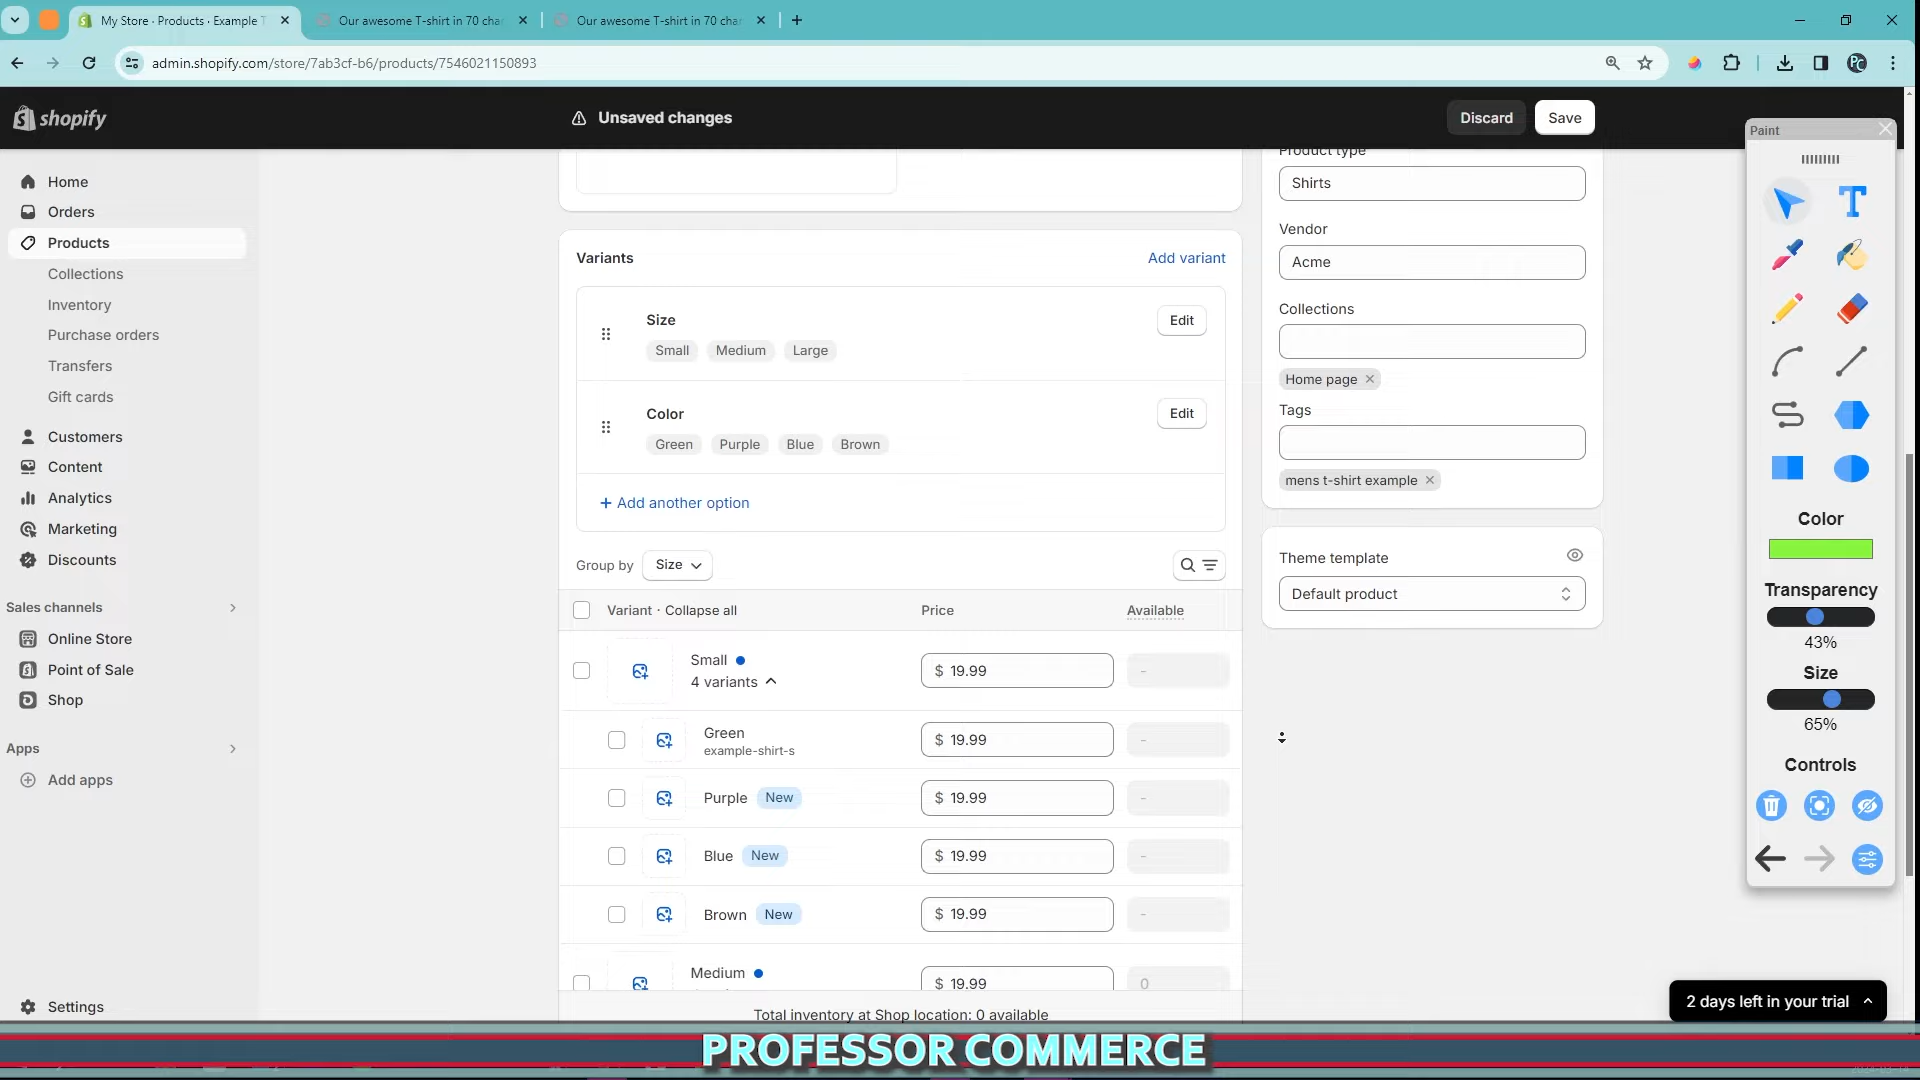 My Store · Products · Example T
Our awesome T-shirt in 70 cha
Our awesome T-shirt in 70 cha
admin.shopify.com/store/7ab3cf-b6/products/7546021150893
shopify
Unsaved changes
Discard
Save
Home
Orders
Products
Collections
Inventory
Purchase orders
Transfers
Gift cards
Customers
Content
Analytics
Marketing
Discounts
Sales channels
Online Store
Point of Sale
Shop
Apps
Add apps
Settings
Variants
Add variant
Size
Edit
Small Medium Large
Color
Edit
Green Purple Blue Brown
+ Add another option
Group by Size
Variant · Collapse all Price Available
Small
4 variants
$ 19.99 -
Green
example-shirt-s
$ 19.99 -
Purple New $ 19.99 -
Blue New $ 19.99 -
Brown New $ 19.99 -
Medium $ 19.99 0
Total inventory at Shop location: 0 available
Product type
Shirts
Vendor
Acme
Collections
Home page
Tags
mens t-shirt example
Theme template
Default product
Paint
T
Color
Transparency
43%
Size
65%
Controls
2 days left in your trial
PROFESSOR COMMERCE